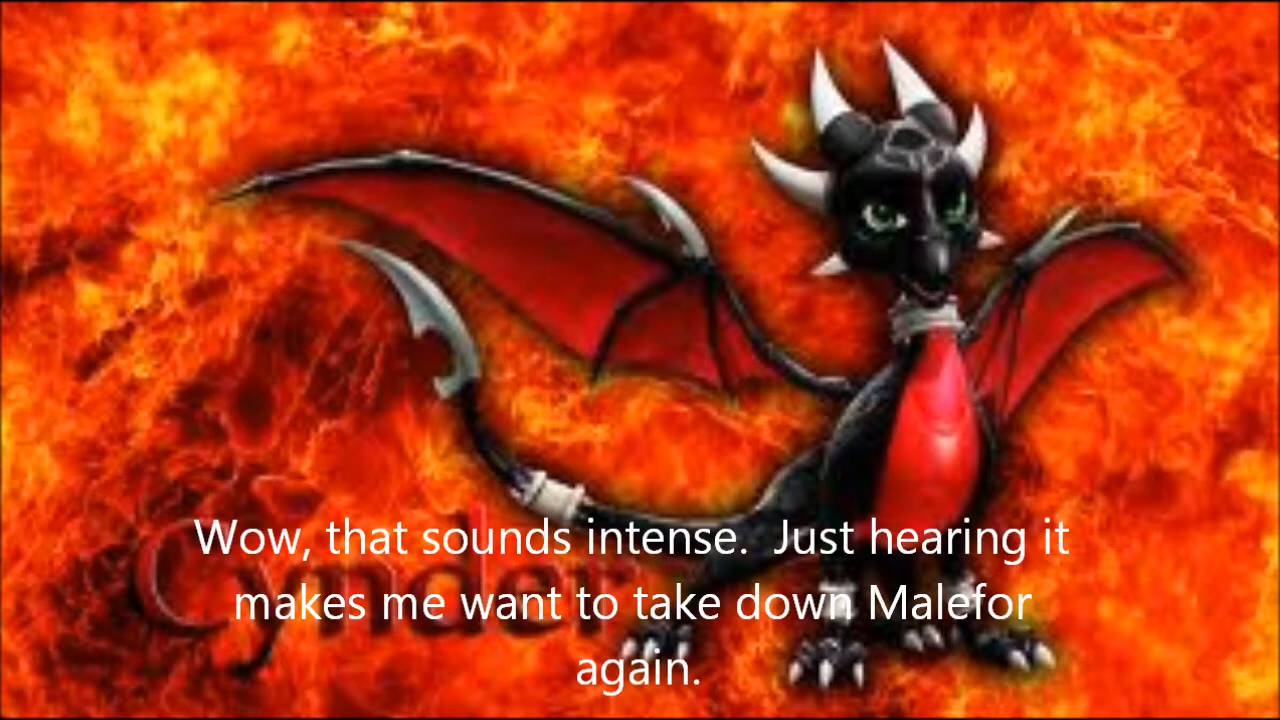 Wow, that sounds intense.  Just hearing it
makes me want to take down Malefor
again.
Cynder